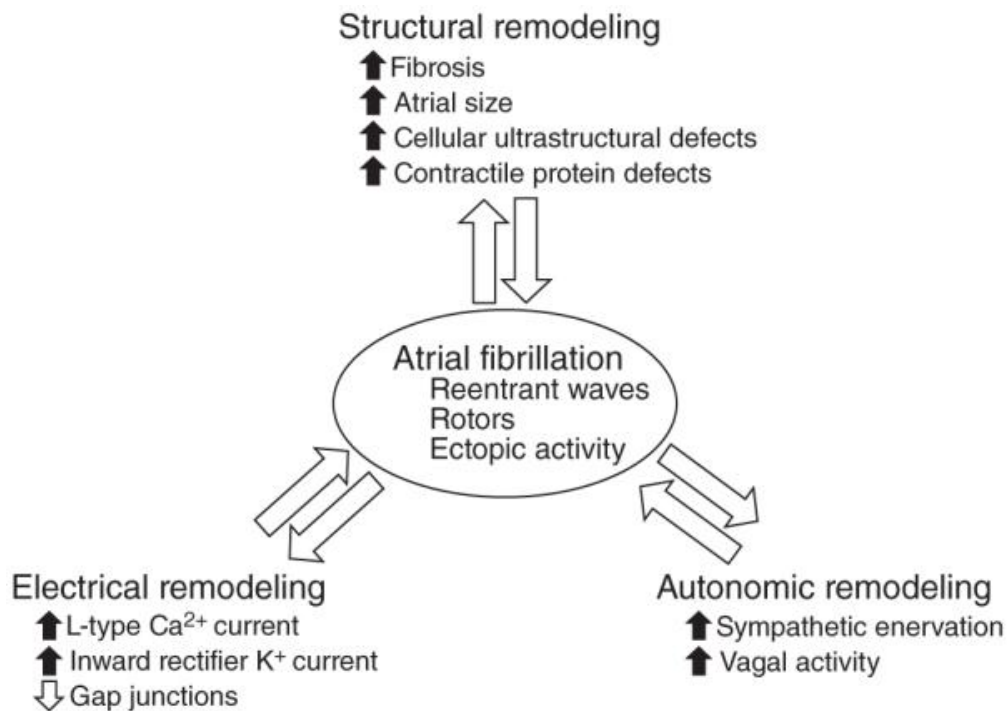 Structural remodeling
Fibrosis
Atrial size
Cellular ultrastructural defects
Contractile protein defects
Atrial fibrillation
Reentrant waves
Rotors
Ectopic activity
Electrical remodeling
L-type Ca²⁺ current
Inward rectifier K⁺ current
Gap junctions
Autonomic remodeling
Sympathetic enervation
Vagal activity